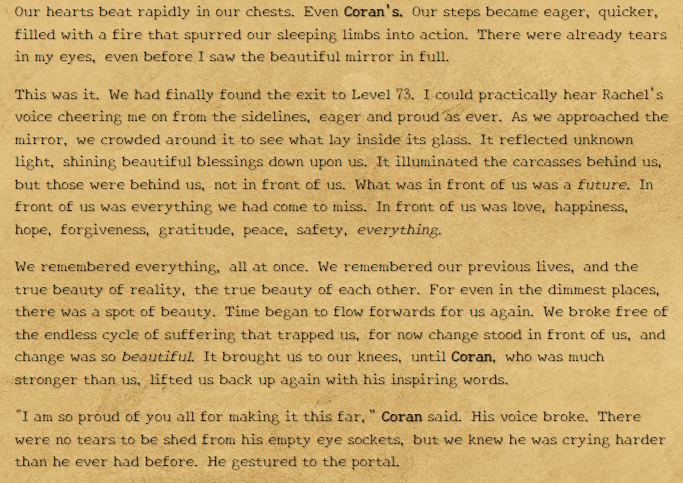 Our hearts beat rapidly in our chests. Even Coran's. Our steps became eager, quicker,
filled with a fire that spurred our sleeping limbs into action. There were already tears
in my eyes, even before I saw the beautiful mirror in full.
This was it. We had finally found the exit to Level 73. I could practically hear Rachel's
voice cheering me on from the sidelines, eager and proud as ever. As we approached the
mirror, we crowded around it to see what lay inside its glass. It reflected unknown
light, shining beautiful blessings down upon us. It illuminated the carcasses behind us,
but those were behind us, not in front of us. What was in front of us was a future. In
front of us was everything we had come to miss. In front of us was love, happiness,
hope, forgiveness, gratitude, peace, safety, everything.
We remembered everything, all at once. We remembered our previous lives, and the
true beauty of reality, the true beauty of each other. For even in the dimmest places,
there was a spot of beauty. Time began to flow forwards for us again. We broke free of
the endless cycle of suffering that trapped us, for now change stood in front of us, and
change was so beautiful. It brought us to our knees, until Coran, who was much
stronger than us, lifted us back up again with his inspiring words.
"I am so proud of you all for making it this far," Coran said. His voice broke. There
were no tears to be shed from his empty eye sockets, but we knew he was crying harder
than he ever had before. He gestured to the portal.